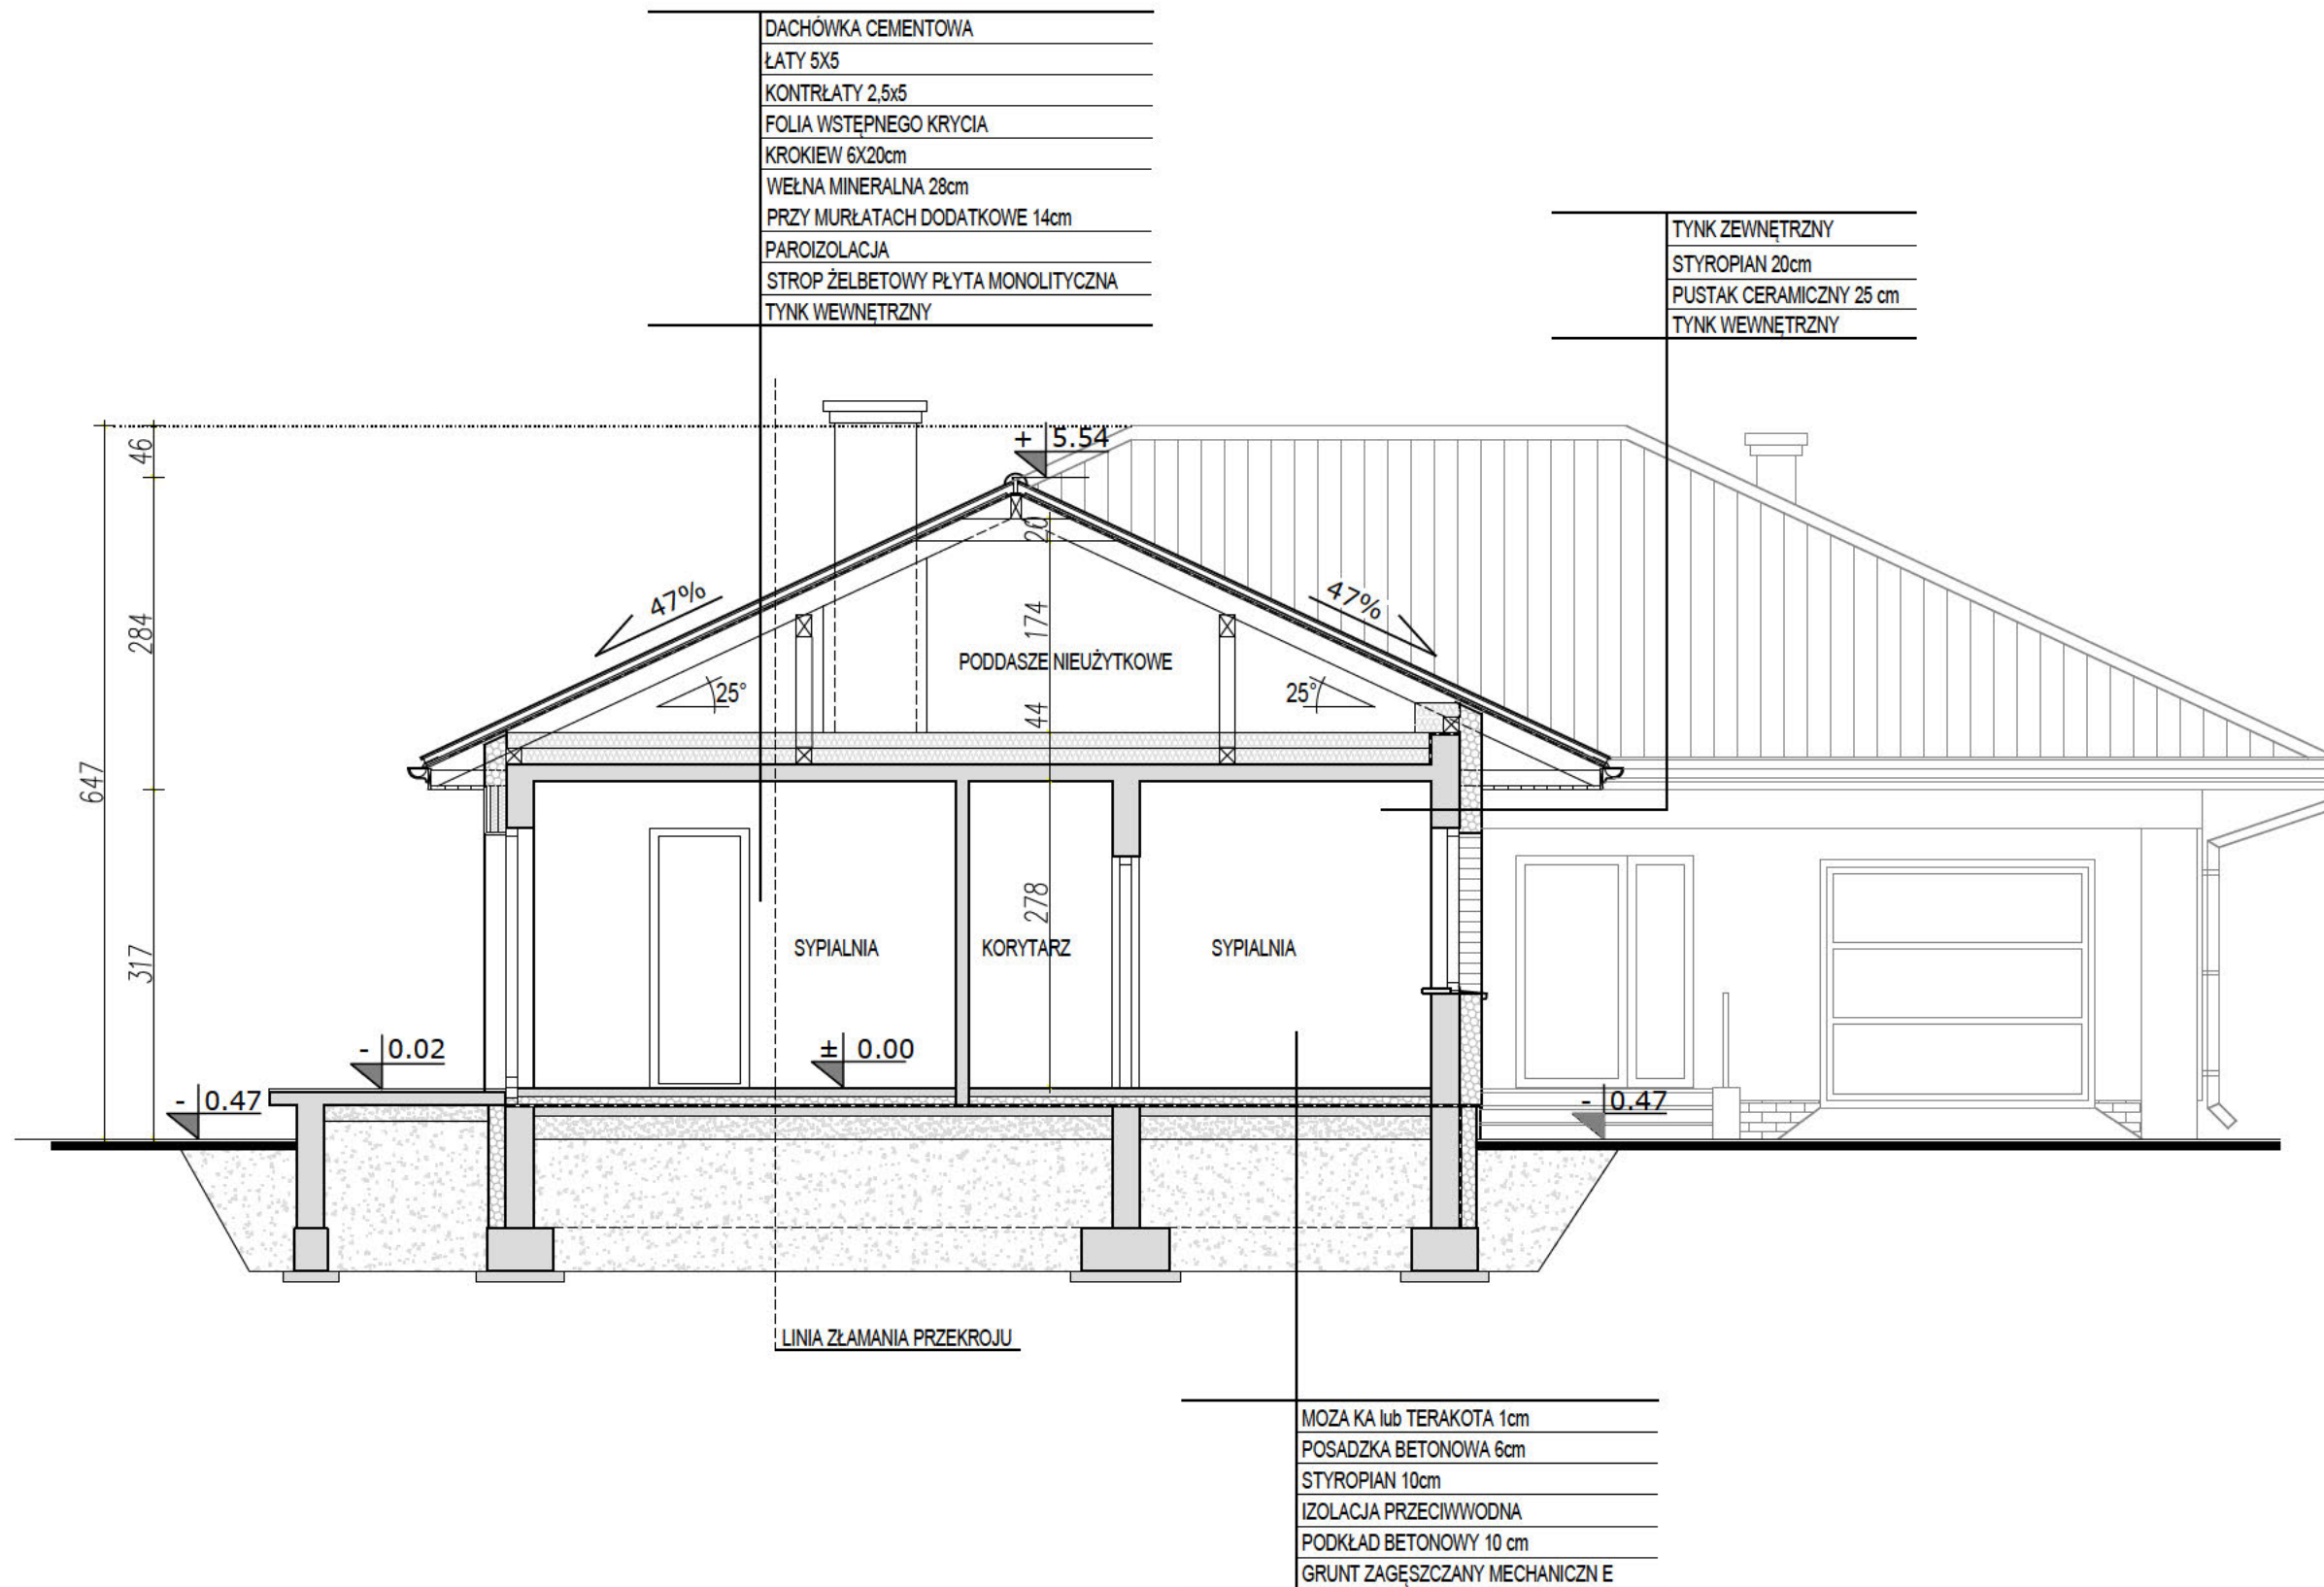 DACHÓWKA CEMENTOWA
ŁATY 5X5
KONTRŁATY 2,5x5
FOLIA WSTĘPNEGO KRYCIA
KROKIEW 6X20cm
WEŁNA MINERALNA 28cm
PRZY MURŁATACH DODATKOWE 14cm
PAROIZOLACJA
STROP ŻELBETOWY PŁYTA MONOLITYCZNA
TYNK WEWNĘTRZNY
TYNK ZEWNĘTRZNY
STYROPIAN 20cm
PUSTAK CERAMICZNY 25 cm
TYNK WEWNĘTRZNY
46
+ 5.54
20
47%
47%
284
174
PODDASZE NIEUŻYTKOWE
25°
25°
44
647
278
317
SYPIALNIA
KORYTARZ
SYPIALNIA
- 0.02
± 0.00
- 0.47
- 0.47
LINIA ZŁAMANIA PRZEKROJU
MOZA KA lub TERAKOTA 1cm
POSADZKA BETONOWA 6cm
STYROPIAN 10cm
IZOLACJA PRZECIWWODNA
PODKŁAD BETONOWY 10 cm
GRUNT ZAGĘSZCZANY MECHANICZN E